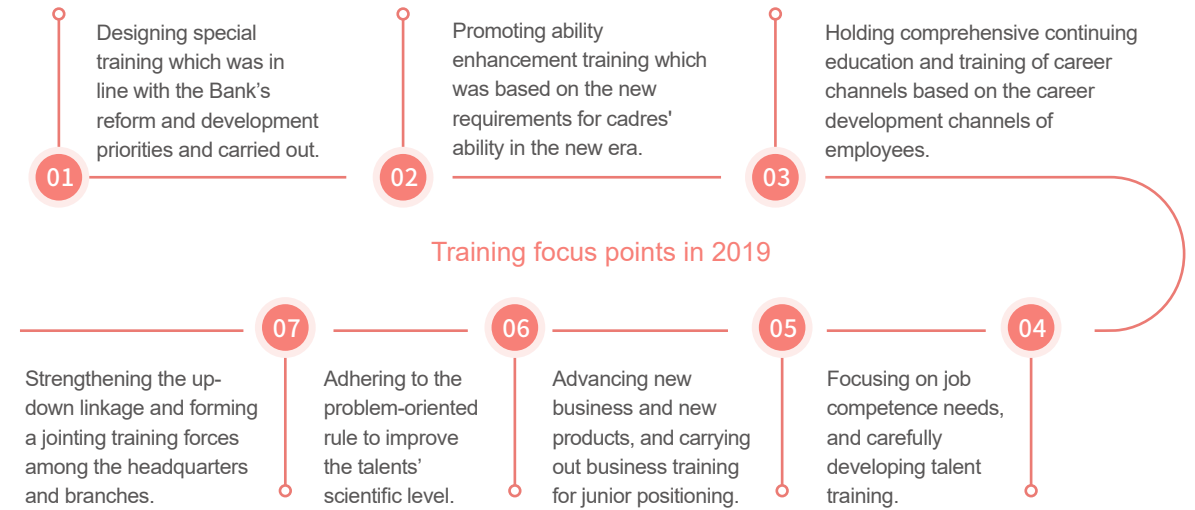 Designing special
training which was in
line with the Bank’s
reform and development
priorities and carried out.
01
Promoting ability
enhancement training which
was based on the new
requirements for cadres'
ability in the new era.
02
Holding comprehensive continuing
education and training of career
channels based on the career
development channels of
employees.
03
Training focus points in 2019
04
Focusing on job
competence needs,
and carefully
developing talent
training.
05
Advancing new
business and new
products, and carrying
out business training
for junior positioning.
06
Adhering to the
problem-oriented
rule to improve
the talents’
scientific level.
07
Strengthening the up-
down linkage and forming
a jointing training forces
among the headquarters
and branches.